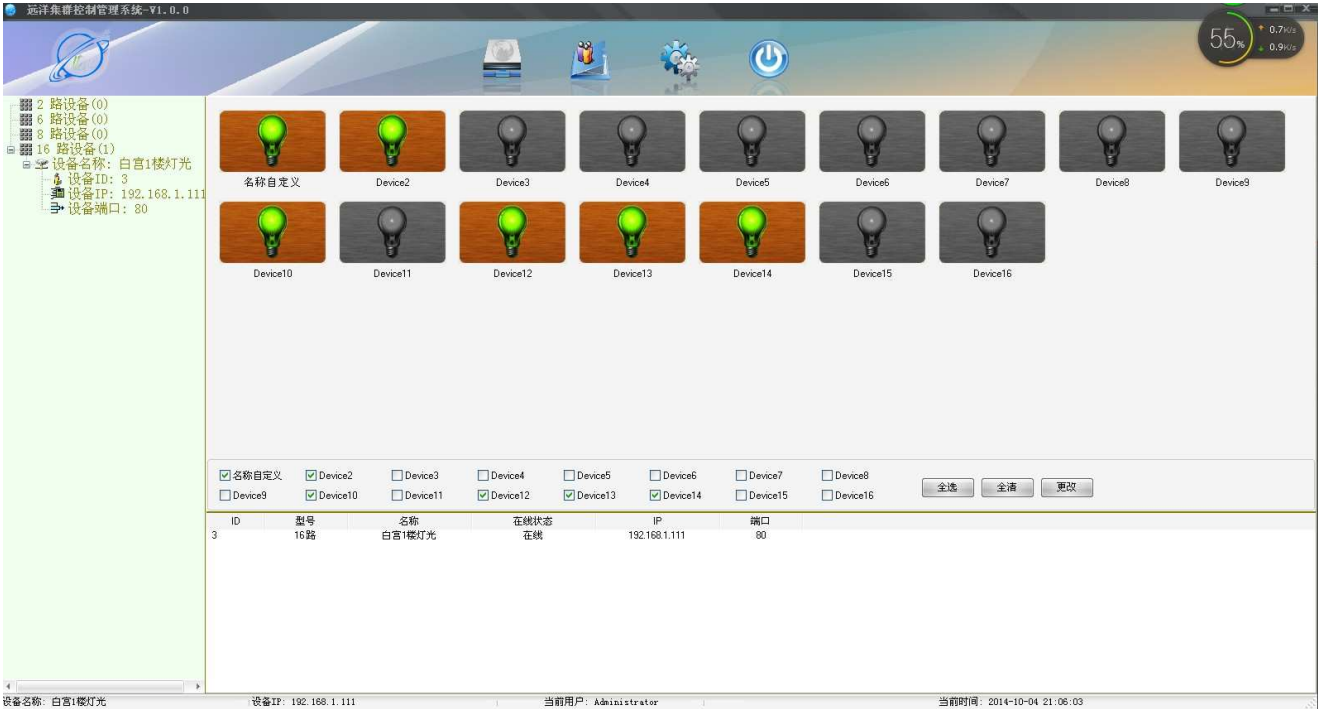 远洋集群控制管理系统-V1.0.0
55% 0.7K/s
0.9K/s
2 路设备(0)
6 路设备(0)
8 路设备(0)
16 路设备(1)
设备名称: 白宫1楼灯光
设备ID: 3
设备IP: 192.168.1.111
设备端口: 80
名称自定义 Device2 Device3 Device4 Device5 Device6 Device7 Device8 Device9
Device10 Device11 Device12 Device13 Device14 Device15 Device16
名称自定义 Device2 Device3 Device4 Device5 Device6 Device7 Device8
Device9 Device10 Device11 Device12 Device13 Device14 Device15 Device16
全选 全清 更改
ID 型号 名称 在线状态 IP 端口
3 16路 白宫1楼灯光 在线 192.168.1.111 80
设备名称: 白宫1楼灯光 设备IP: 192.168.1.111 当前用户: Administrator 当前时间: 2014-10-04 21:06:03